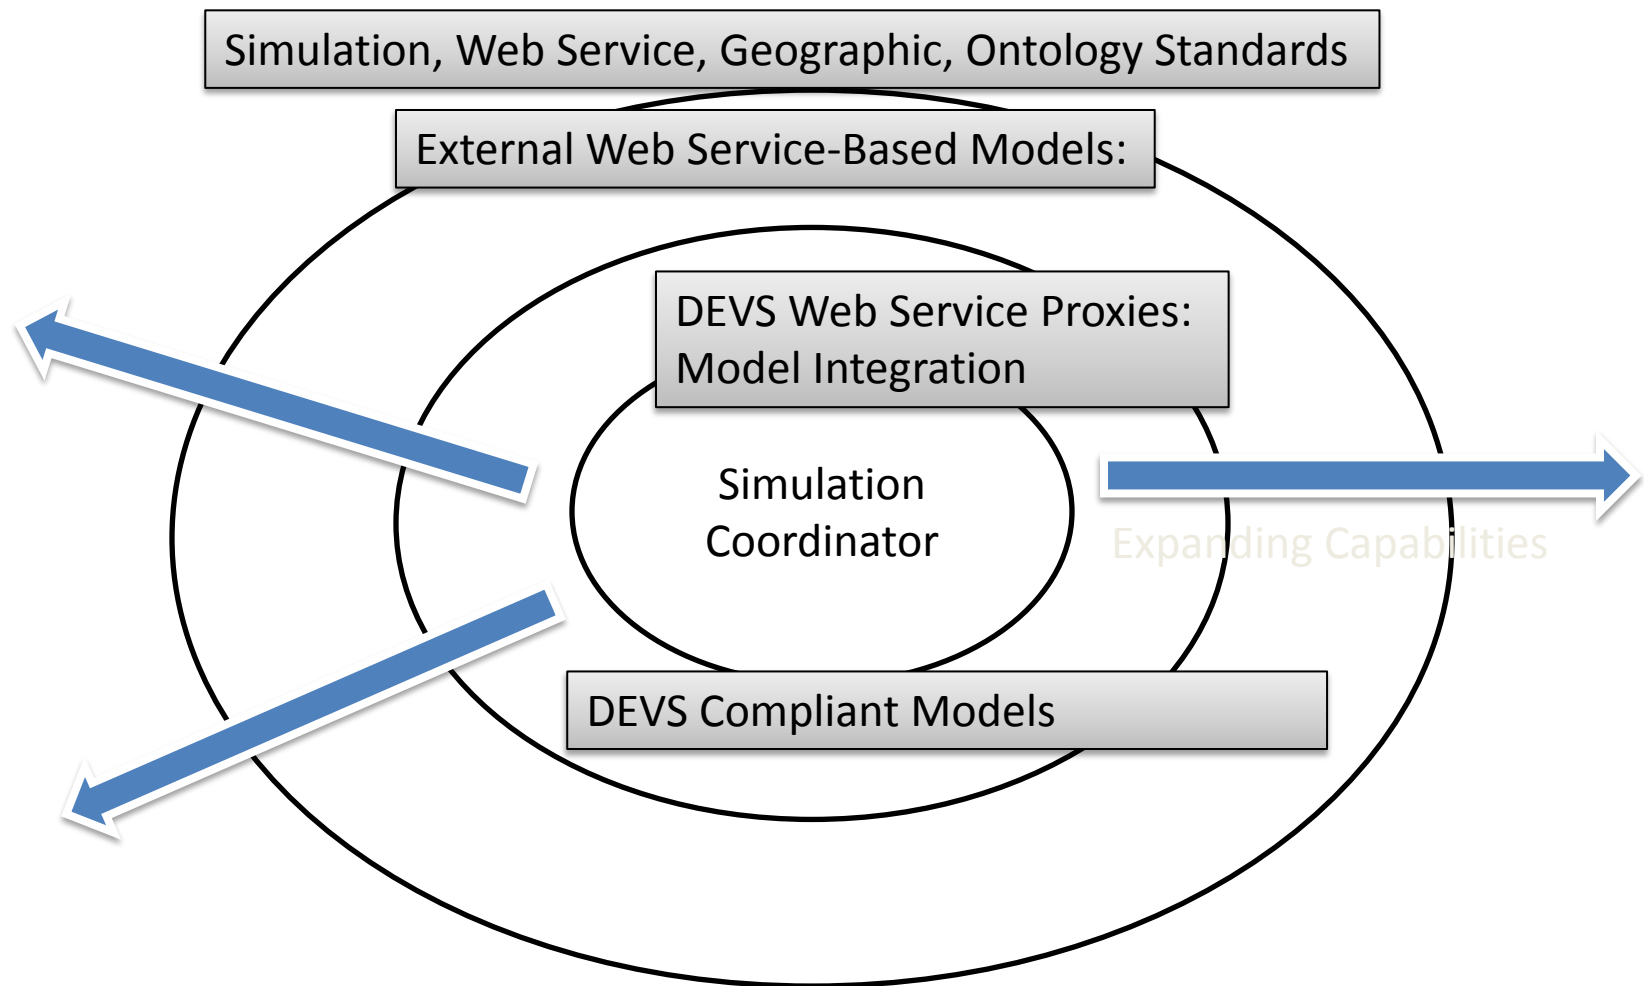 Simulation, Web Service, Geographic, Ontology Standards
External Web Service-Based Models:
DEVS Web Service Proxies:
Model Integration
Simulation
Coordinator
Expanding Capabilities
DEVS Compliant Models